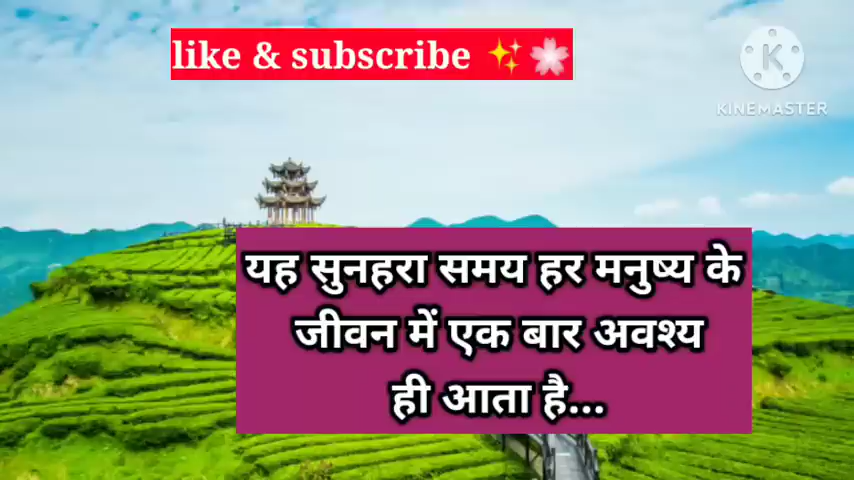 like & subscribe ✨🌸
KINEMASTER
यह सुनहरा समय हर मनुष्य के
जीवन में एक बार अवश्य
ही आता है...